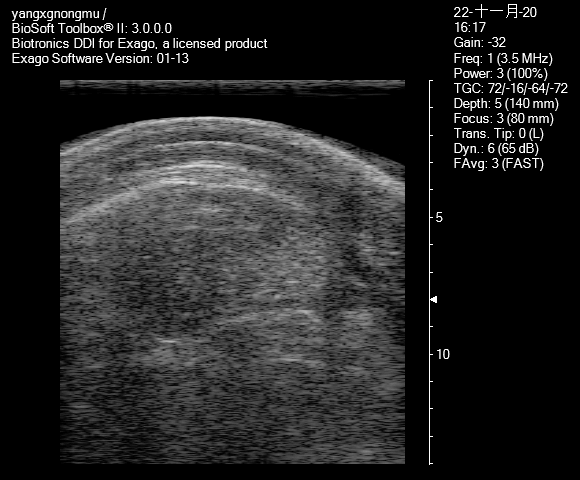 yangxgnongmu /
BioSoft Toolbox® II: 3.0.0.0
Biotronics DDI for Exago, a licensed product
Exago Software Version: 01-13
22-十一月-20
16:17
Gain: -32
Freq: 1 (3.5 MHz)
Power: 3 (100%)
TGC: 72/-16/-64/-72
Depth: 5 (140 mm)
Focus: 3 (80 mm)
Trans. Tip: 0 (L)
Dyn.: 6 (65 dB)
FAvg: 3 (FAST)
5
10